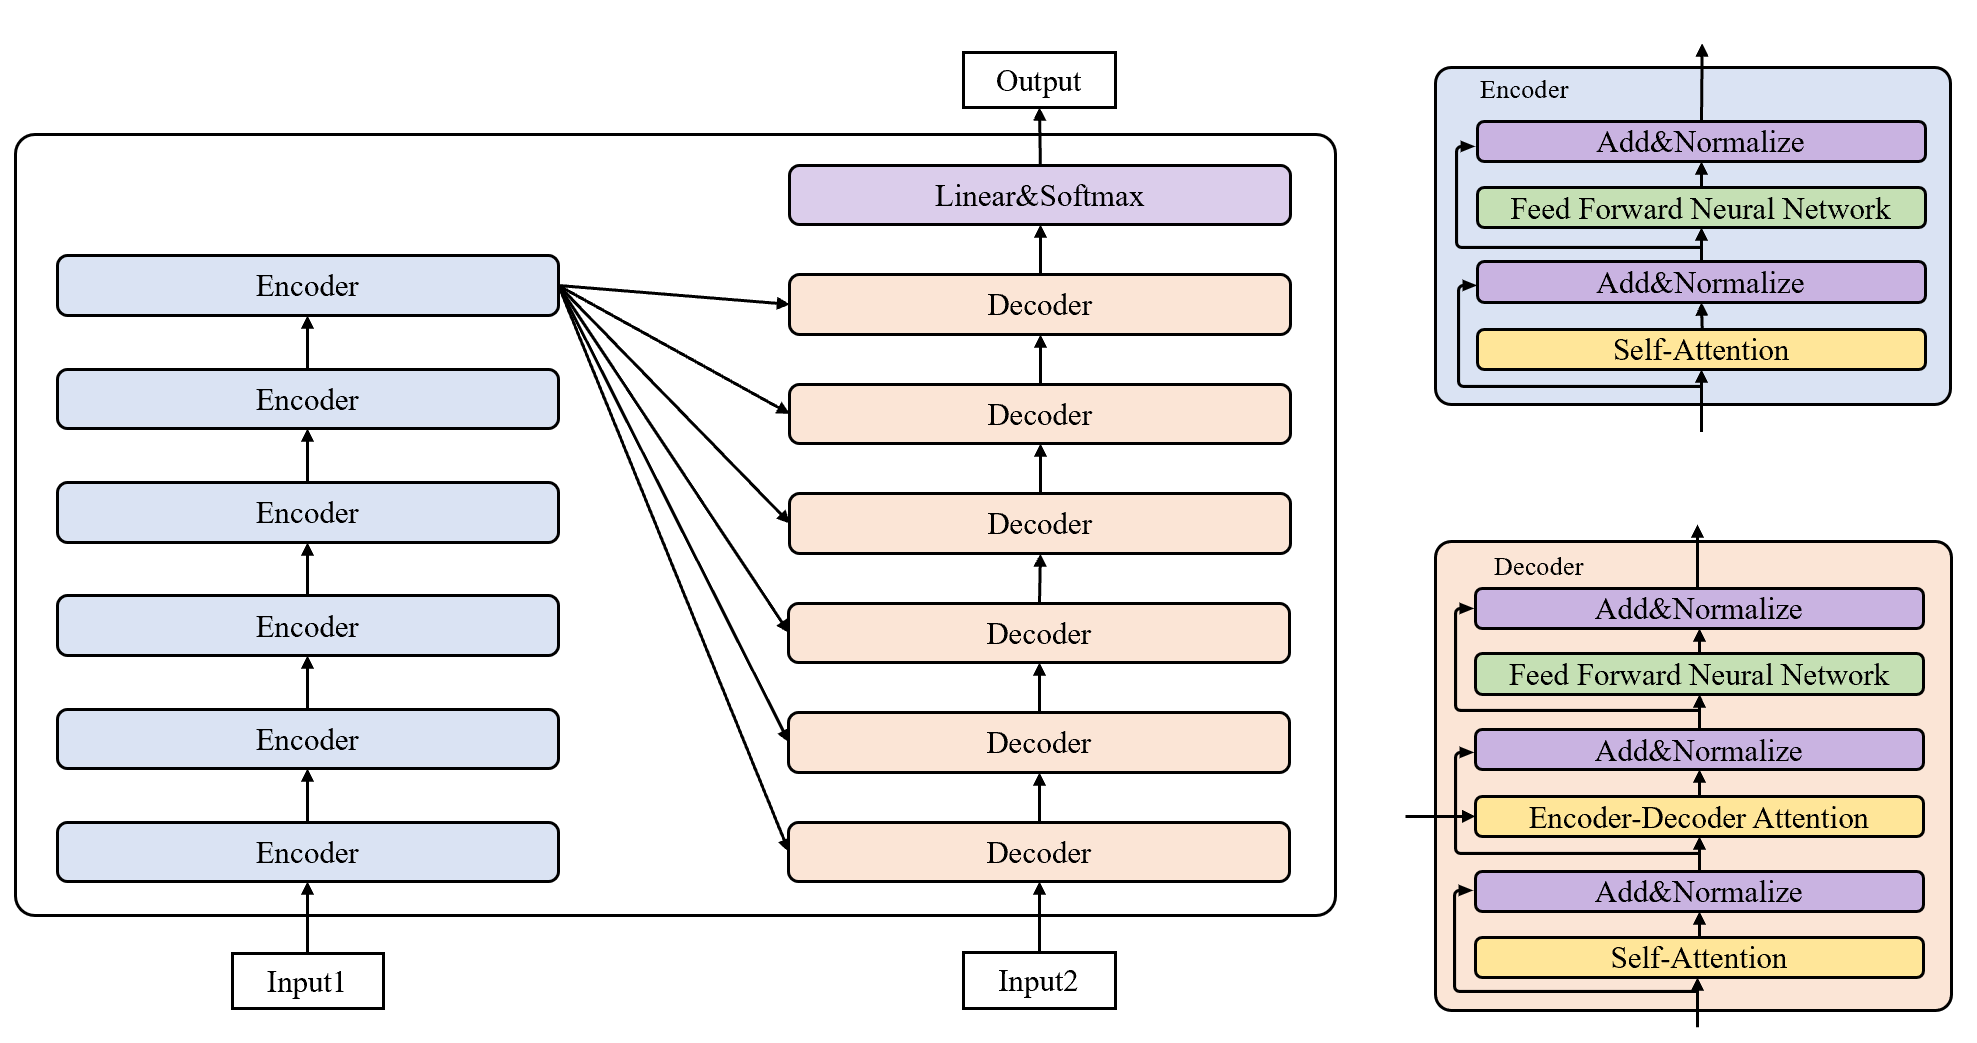 Output
Linear&Softmax
Encoder
Encoder
Encoder
Encoder
Encoder
Encoder
Decoder
Decoder
Decoder
Decoder
Decoder
Decoder
Input1
Input2
Encoder
Add&Normalize
Feed Forward Neural Network
Add&Normalize
Self-Attention
Decoder
Add&Normalize
Feed Forward Neural Network
Add&Normalize
Encoder-Decoder Attention
Add&Normalize
Self-Attention